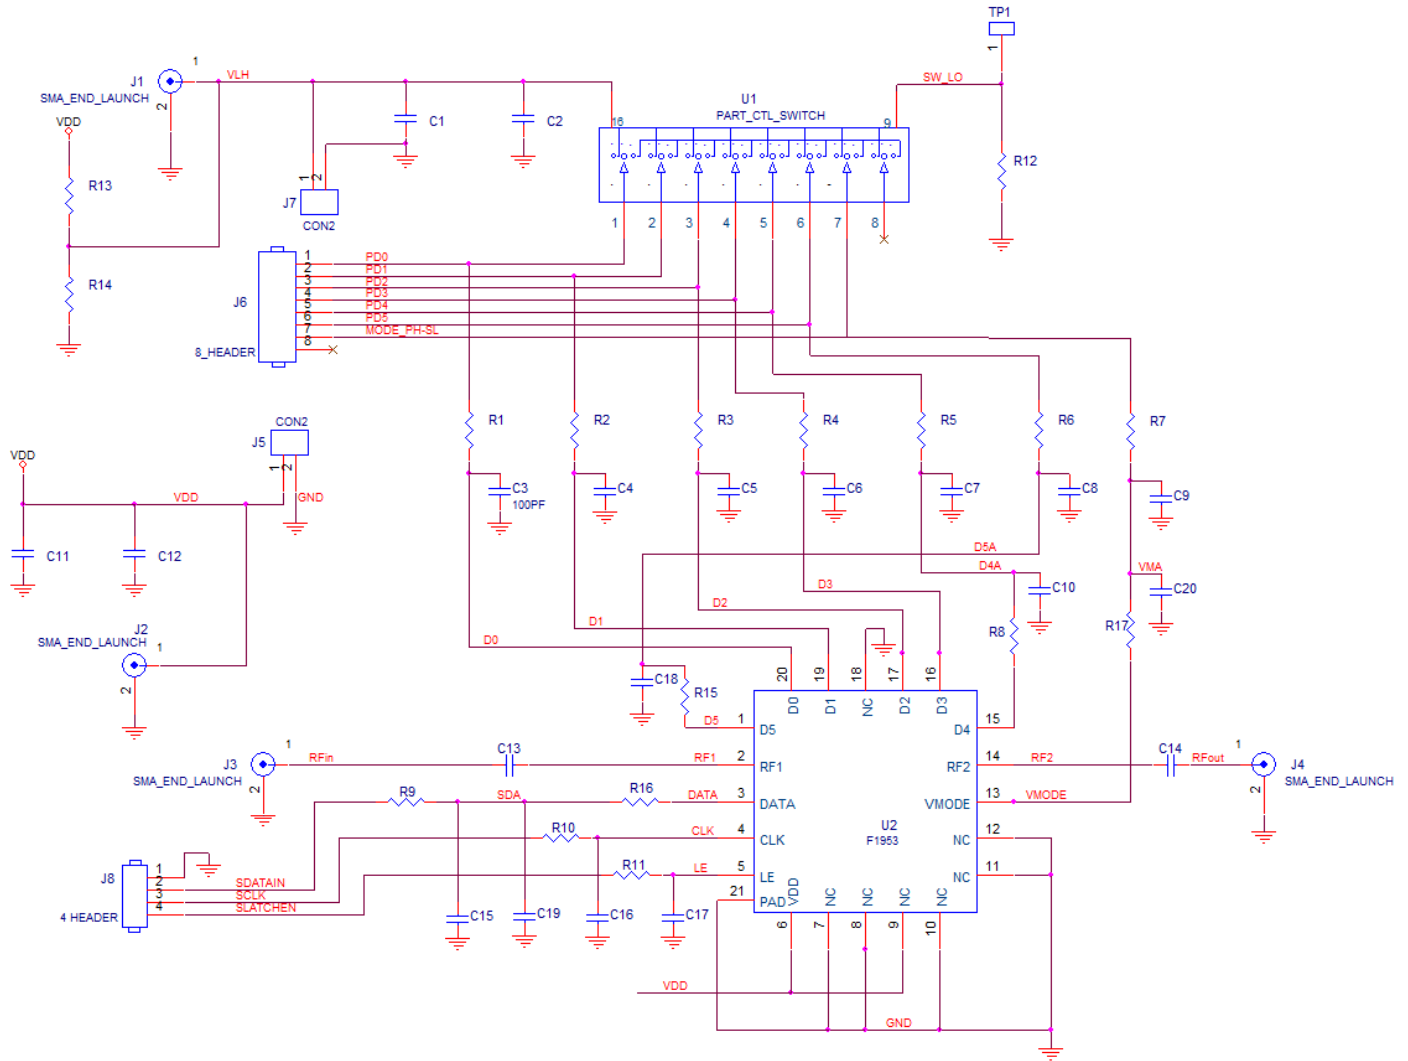 TP1
1
J1
1
VLH
SMA_END_LAUNCH
2
SW_LO
U1
PART_CTL_SWITCH
16
9
C1
C2
VDD
R13
R12
1
2
J7
CON2
1
2
3
4
5
6
7
8
R14
J6
8_HEADER
1
2
3
4
5
6
7
8
PD0
PD1
PD2
PD3
PD4
PD5
MODE_PH-SL
CON2
J5
1
2
VDD
VDD
GND
C11
C12
R1
R2
R3
R4
R5
R6
R7
C3
100PF
C4
C5
C6
C7
C8
C9
D5A
D4A
VMA
C10
C20
D3
D2
D1
D0
R8
R17
J2
SMA_END_LAUNCH
1
2
C18
R15
20
19
18
17
16
D0
D1
NC
D2
D3
D5
1
D5
D4
15
J3
SMA_END_LAUNCH
1
2
RFin
C13
RF1
2
RF1
RF2
14
RF2
C14
RFout
1
2
J4
SMA_END_LAUNCH
R9
SDA
R16
DATA
3
DATA
VMODE
13
VMODE
R10
CLK
4
CLK
U2
F1953
NC
12
R11
LE
5
LE
NC
11
21
PAD
VDD
NC
NC
NC
NC
6
7
8
9
10
J8
4 HEADER
1
2
3
4
SDATAIN
SCLK
SLATCHEN
C15
C19
C16
C17
VDD
GND